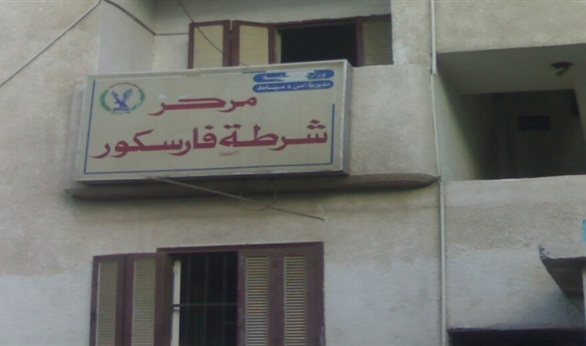 مديرية أمن دمياط
مركز
شرطة فارسكور